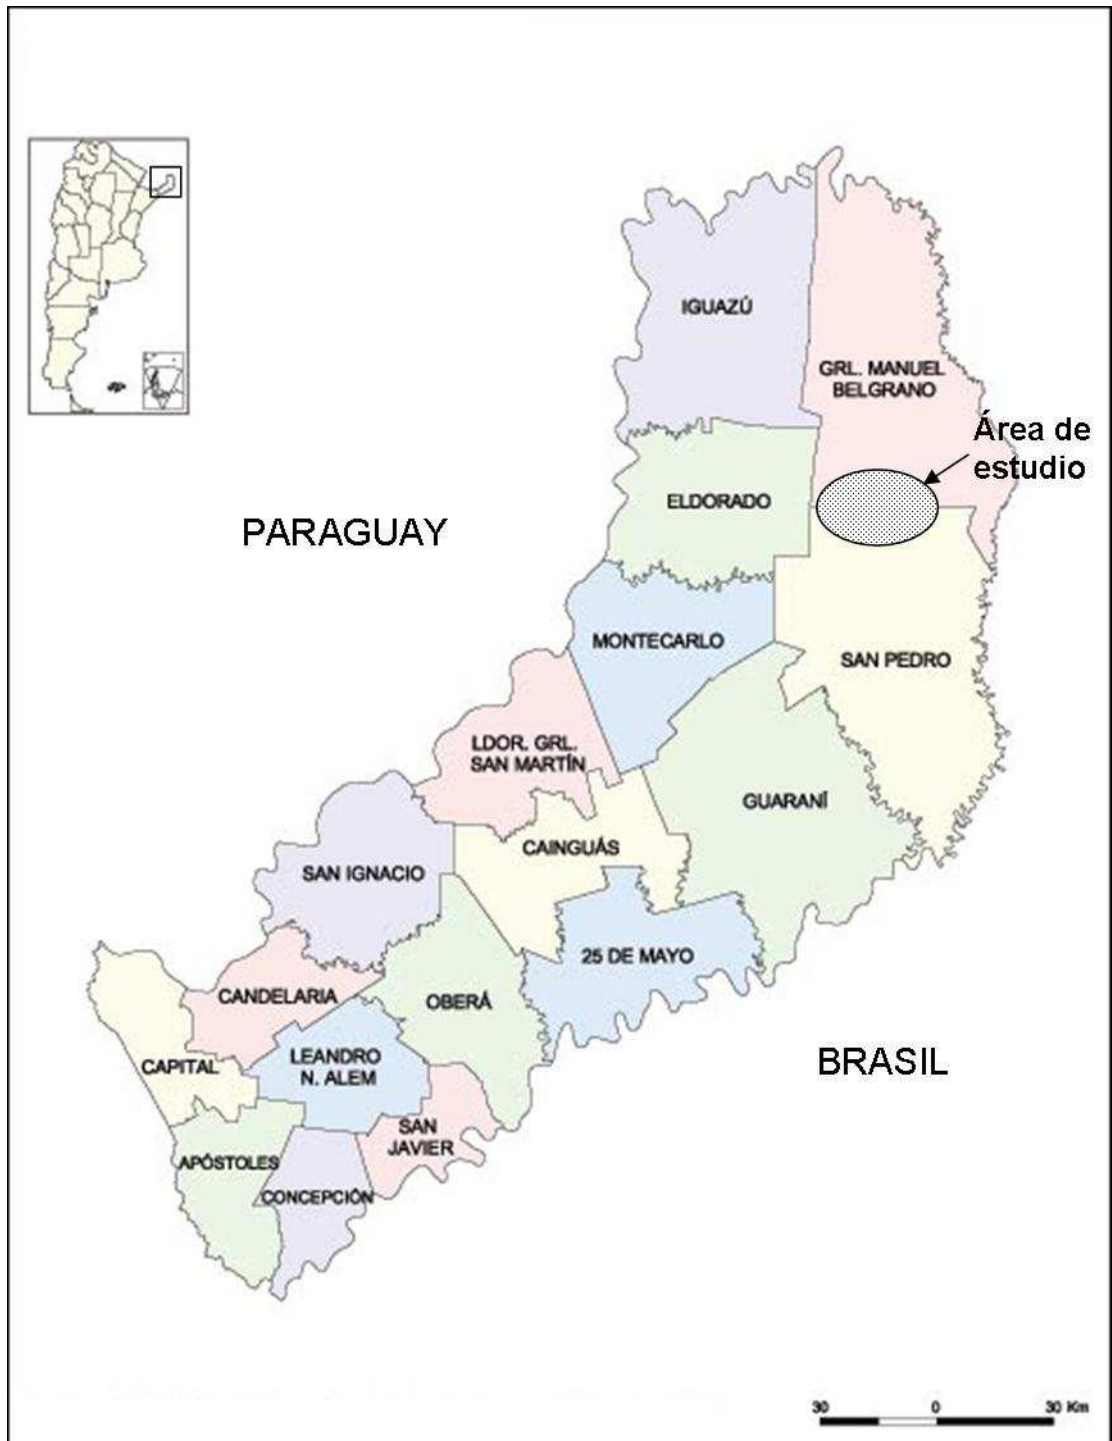 IGUAZÚ
GRL. MANUEL
BELGRANO
Área de
estudio
ELDORADO
PARAGUAY
MONTECARLO
SAN PEDRO
LDOR. GRL.
SAN MARTÍN
GUARANÍ
CAINGUÁS
SAN IGNACIO
25 DE MAYO
CANDELARIA
OBERÁ
CAPITAL
LEANDRO
N. ALEM
BRASIL
SAN
JAVIER
APÓSTOLES
CONCEPCIÓN
30 0 30 Km